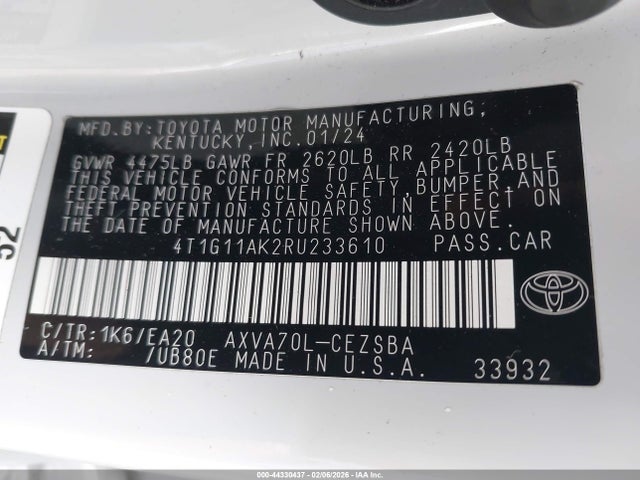 MFD.BY:TOYOTA MOTOR MANUFACTURING,
KENTUCKY,INC.01/24
GVWR 4475LB GAWR FR 2620LB RR 2420LB
THIS VEHICLE CONFORMS TO ALL APPLICABLE
FEDERAL MOTOR VEHICLE SAFETY,BUMPER,AND
THEFT PREVENTION STANDARDS IN EFFECT ON
THE DATE OF MANUFACTURE SHOWN ABOVE.
4T1G11AK2RU233610 PASS.CAR
C/TR:1K6/EA20 AXVA70L-CEZSBA
A/TM: /UB80E MADE IN U.S.A. 33932
52
000-44330437 - 02/06/2026 - IAA Inc.